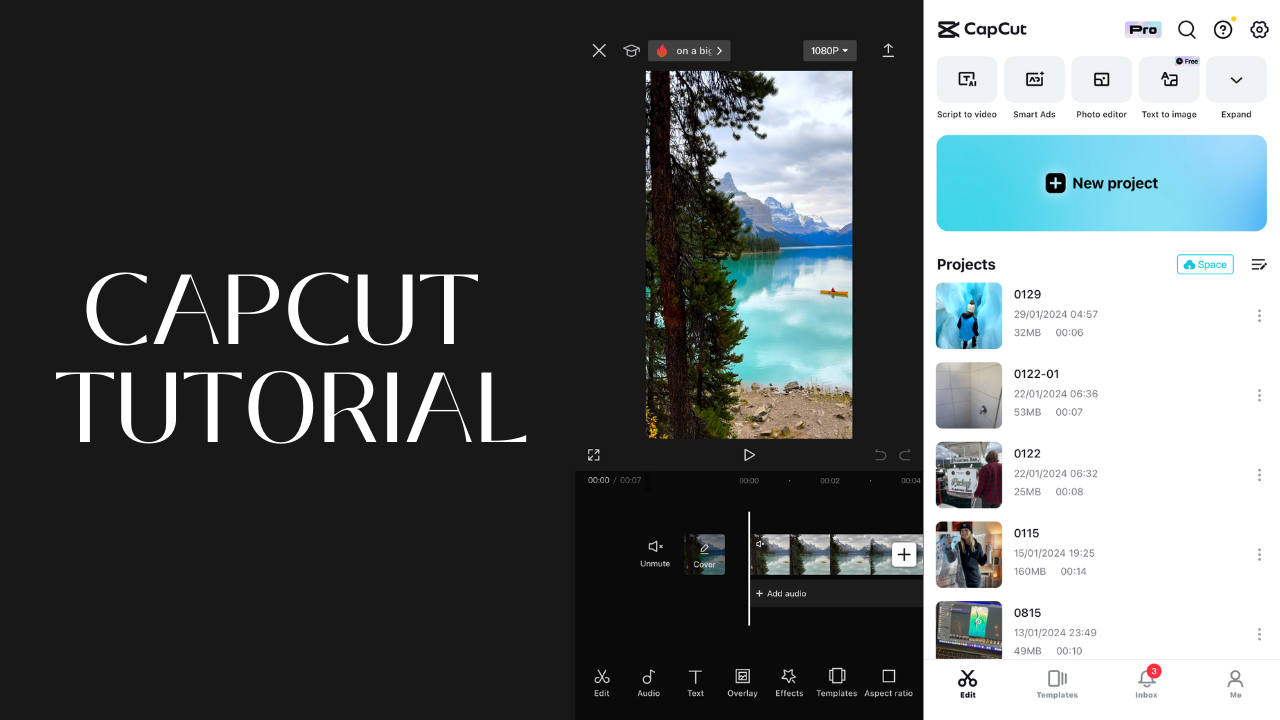 CAPCUT
TUTORIAL
on a big
1080P
00:00 / 00:07
00:00
00:02
00:04
Unmute
Cover
Add audio
Edit
Audio
Text
Overlay
Effects
Templates
Aspect ratio
CapCut
Pro
Free
Script to video
Smart Ads
Photo editor
Text to image
Expand
New project
Projects
Space
0129
29/01/2024 04:57
32MB 00:06
0122-01
22/01/2024 06:36
53MB 00:07
0122
22/01/2024 06:32
25MB 00:08
0115
15/01/2024 19:25
160MB 00:14
0815
13/01/2024 23:49
49MB 00:10
Edit
Templates
3
Inbox
Me